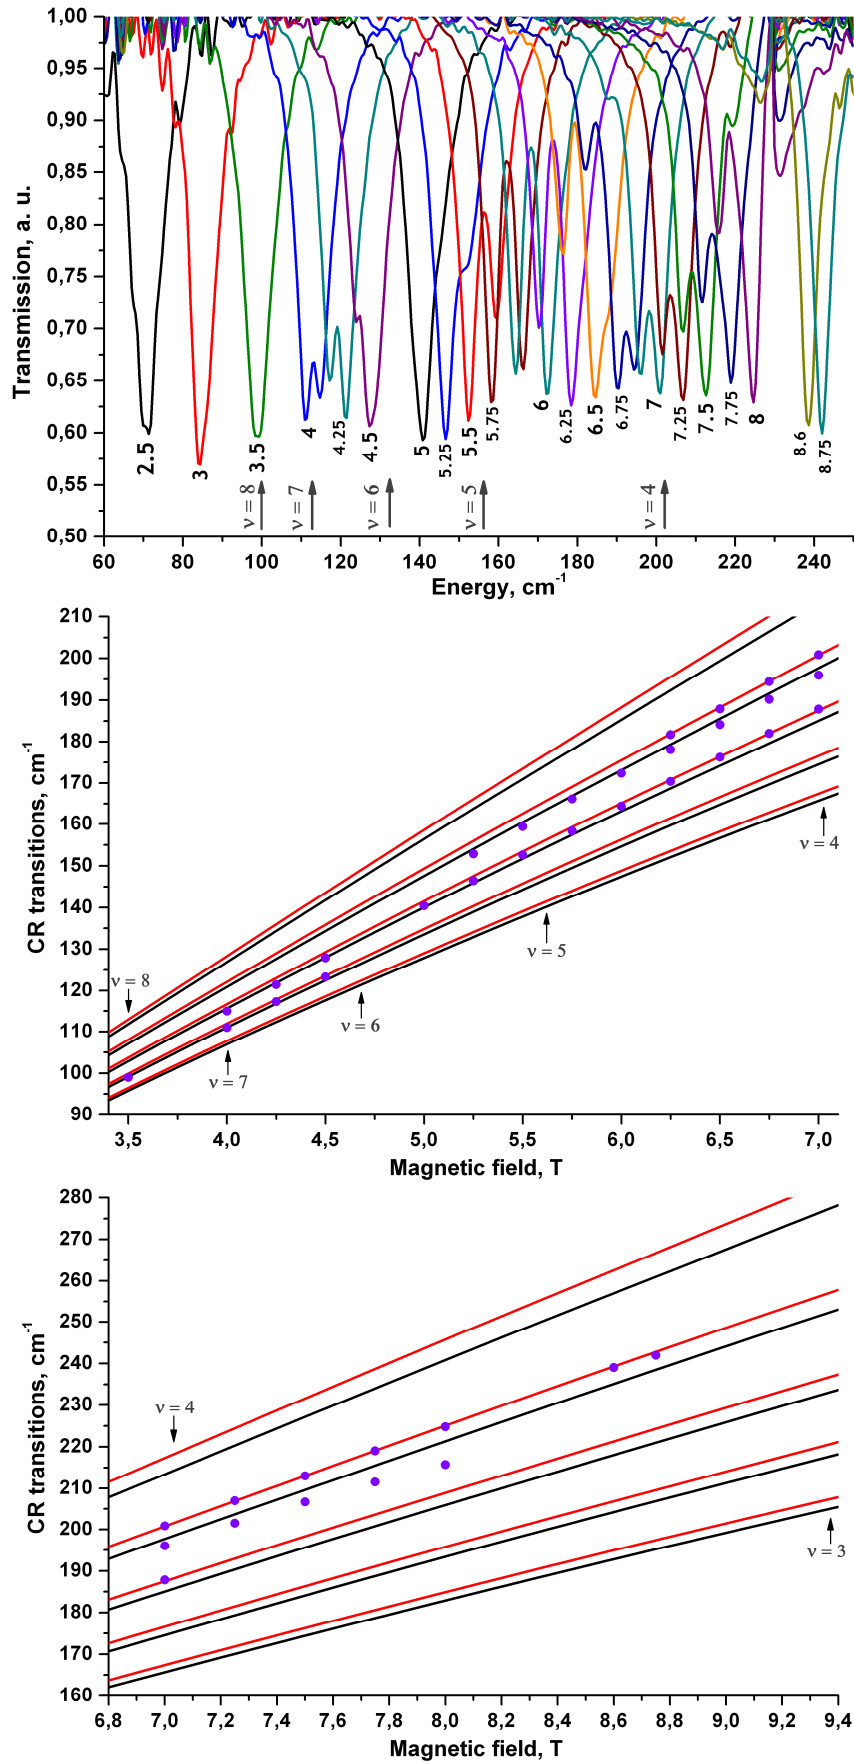 1,00
0,95
0,90
0,85
0,80
0,75
0,70
0,65
0,60
0,55
0,50
Transmission, a. u.
2.5
3
3.5
4
4.25
4.5
5
5.25
5.5
5.75
6
6.25
6.5
6.75
7
7.25
7.5
7.75
8
8.6
8.75
ν = 8
ν = 7
ν = 6
ν = 5
ν = 4
60 80 100 120 140 160 180 200 220 240
Energy, cm⁻¹
210
200
190
180
170
160
150
140
130
120
110
100
90
CR transitions, cm⁻¹
ν = 8
ν = 7
ν = 6
ν = 5
ν = 4
3,5 4,0 4,5 5,0 5,5 6,0 6,5 7,0
Magnetic field, T
280
270
260
250
240
230
220
210
200
190
180
170
160
CR transitions, cm⁻¹
ν = 4
ν = 3
6,8 7,0 7,2 7,4 7,6 7,8 8,0 8,2 8,4 8,6 8,8 9,0 9,2 9,4
Magnetic field, T